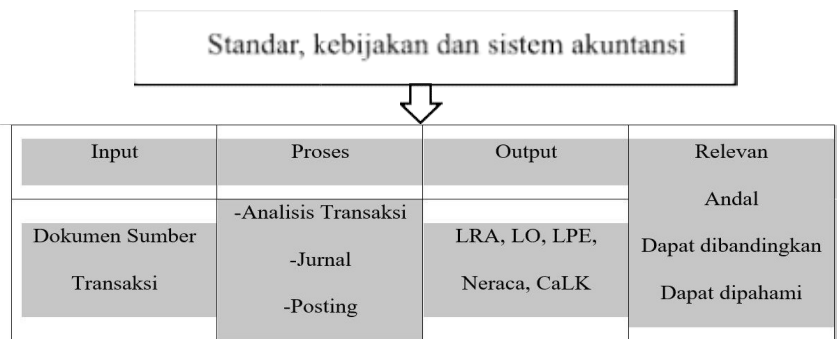 Standar, kebijakan dan sistem akuntansi
Input
Proses
Output
Relevan
Andal
Dapat dibandingkan
Dapat dipahami
Dokumen Sumber
Transaksi
-Analisis Transaksi
-Jurnal
-Posting
LRA, LO, LPE,
Neraca, CaLK